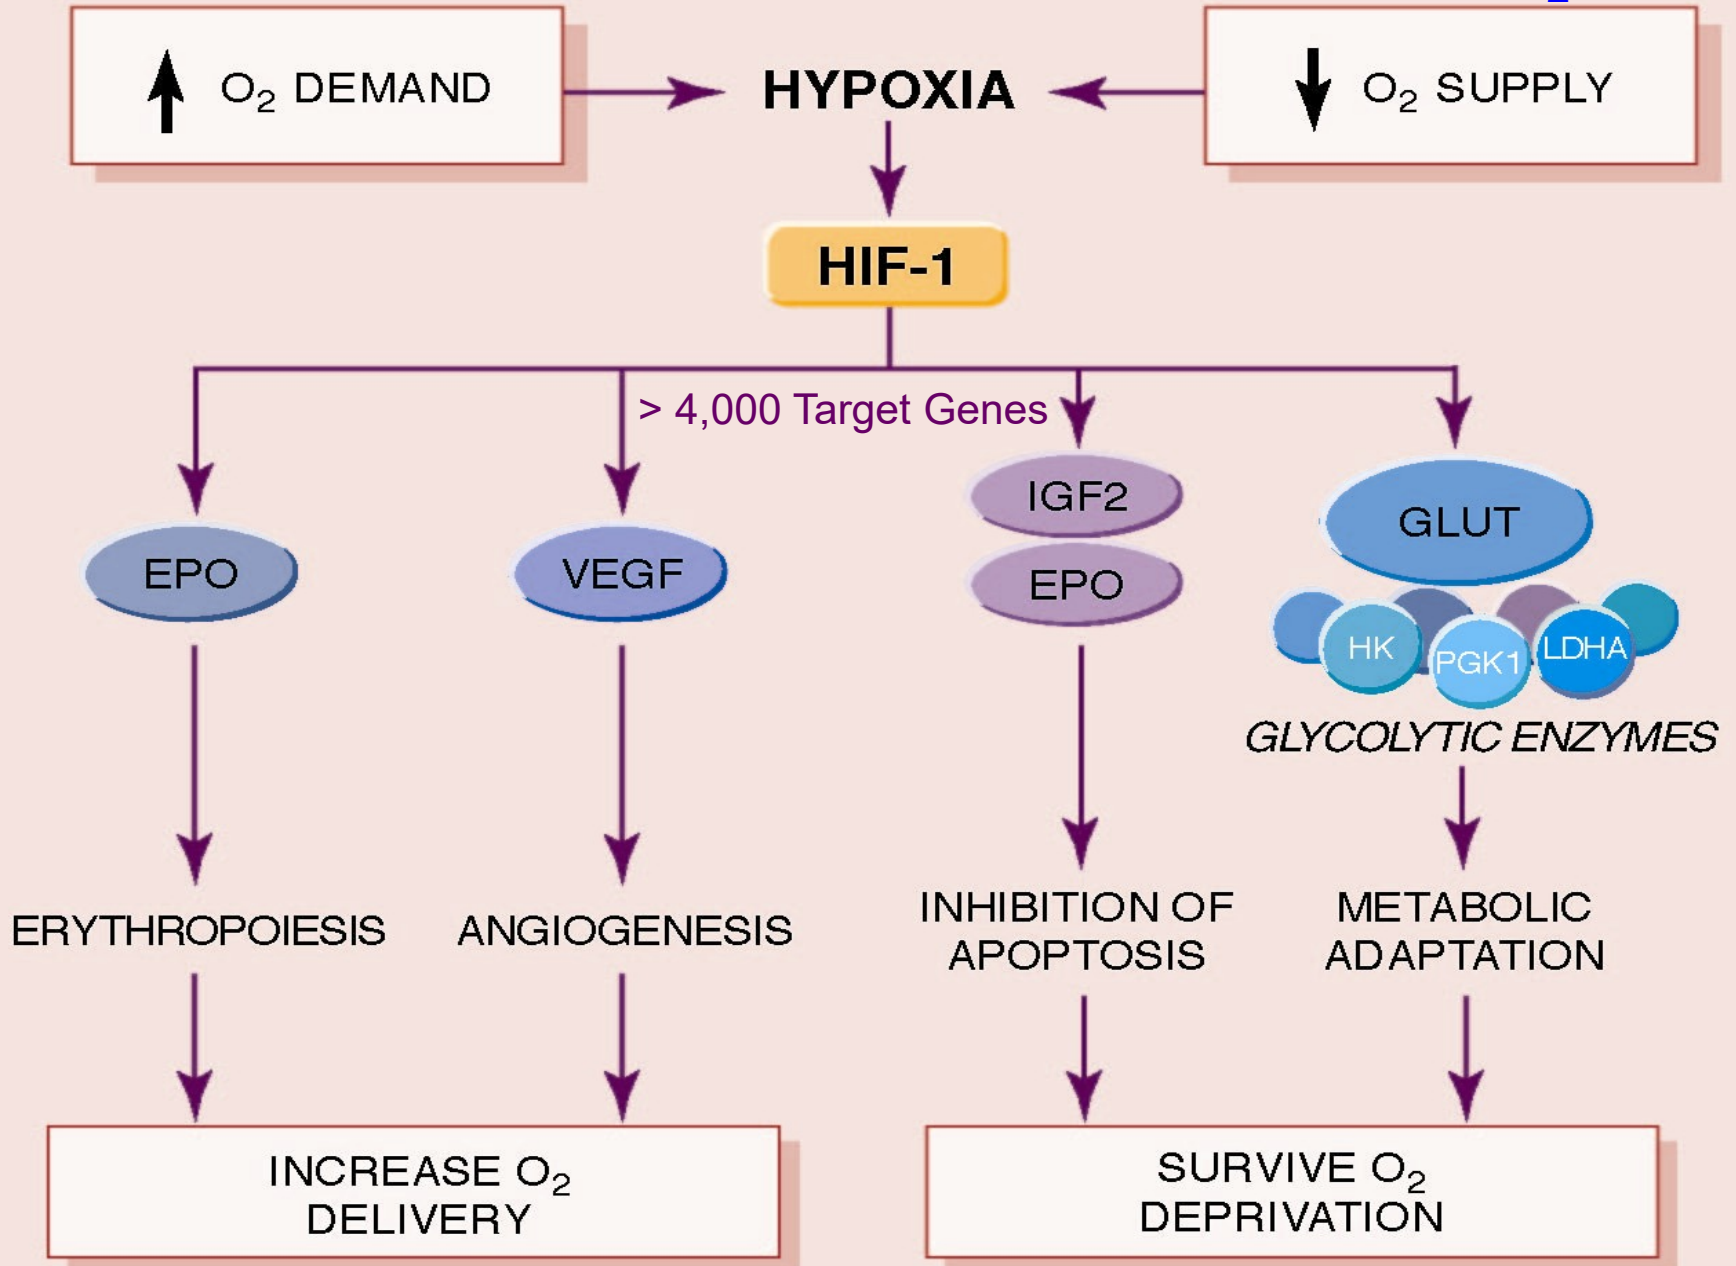 O₂ DEMAND
HYPOXIA
O₂ SUPPLY
HIF-1
> 4,000 Target Genes
EPO
VEGF
IGF2
EPO
GLUT
HK
PGK1
LDHA
GLYCOLYTIC ENZYMES
ERYTHROPOIESIS
ANGIOGENESIS
INHIBITION OF
APOPTOSIS
METABOLIC
ADAPTATION
INCREASE O₂
DELIVERY
SURVIVE O₂
DEPRIVATION